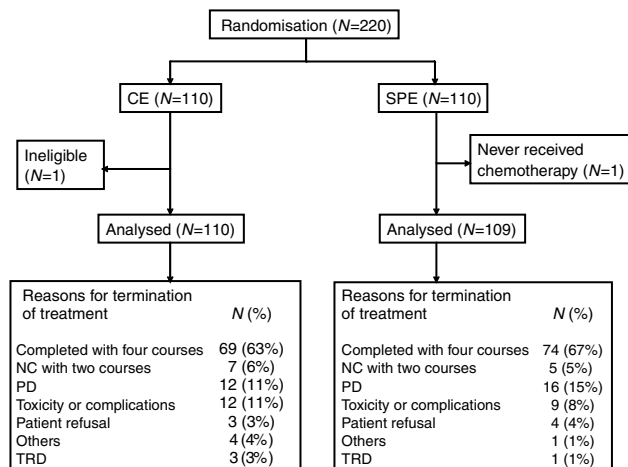 Randomisation (N=220)
CE (N=110)
SPE (N=110)
Ineligible
(N=1)
Never received
chemotherapy (N=1)
Analysed (N=110)
Analysed (N=109)
Reasons for termination
of treatment N (%)
Completed with four courses 69 (63%)
NC with two courses 7 (6%)
PD 12 (11%)
Toxicity or complications 12 (11%)
Patient refusal 3 (3%)
Others 4 (4%)
TRD 3 (3%)
Reasons for termination
of treatment N (%)
Completed with four courses 74 (67%)
NC with two courses 5 (5%)
PD 16 (15%)
Toxicity or complications 9 (8%)
Patient refusal 4 (4%)
Others 1 (1%)
TRD 1 (1%)